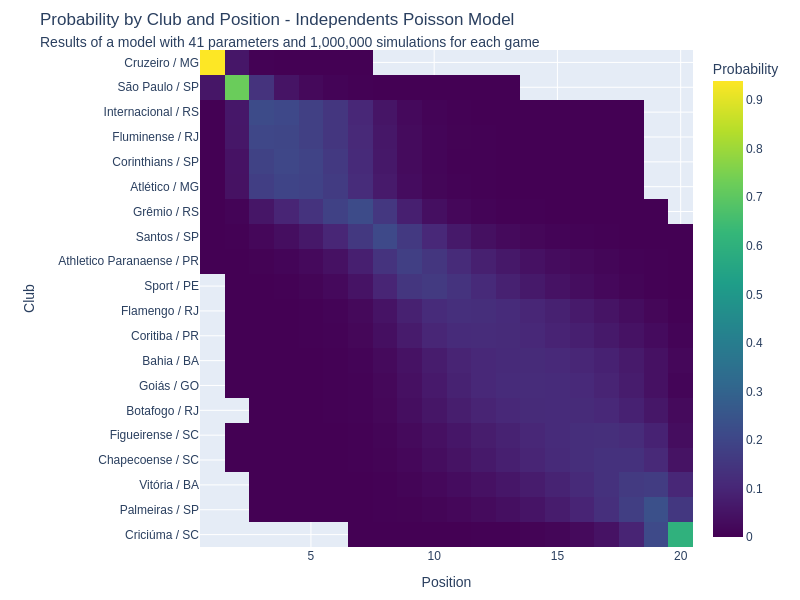 Probability by Club and Position - Independents Poisson Model
Results of a model with 41 parameters and 1,000,000 simulations for each game
Probability
Cruzeiro / MG
São Paulo / SP
Internacional / RS
Fluminense / RJ
Corinthians / SP
Atlético / MG
Grêmio / RS
Santos / SP
Athletico Paranaense / PR
Sport / PE
Flamengo / RJ
Coritiba / PR
Bahia / BA
Goiás / GO
Botafogo / RJ
Figueirense / SC
Chapecoense / SC
Vitória / BA
Palmeiras / SP
Criciúma / SC
Club
5
10
15
20
Position
0.9
0.8
0.7
0.6
0.5
0.4
0.3
0.2
0.1
0